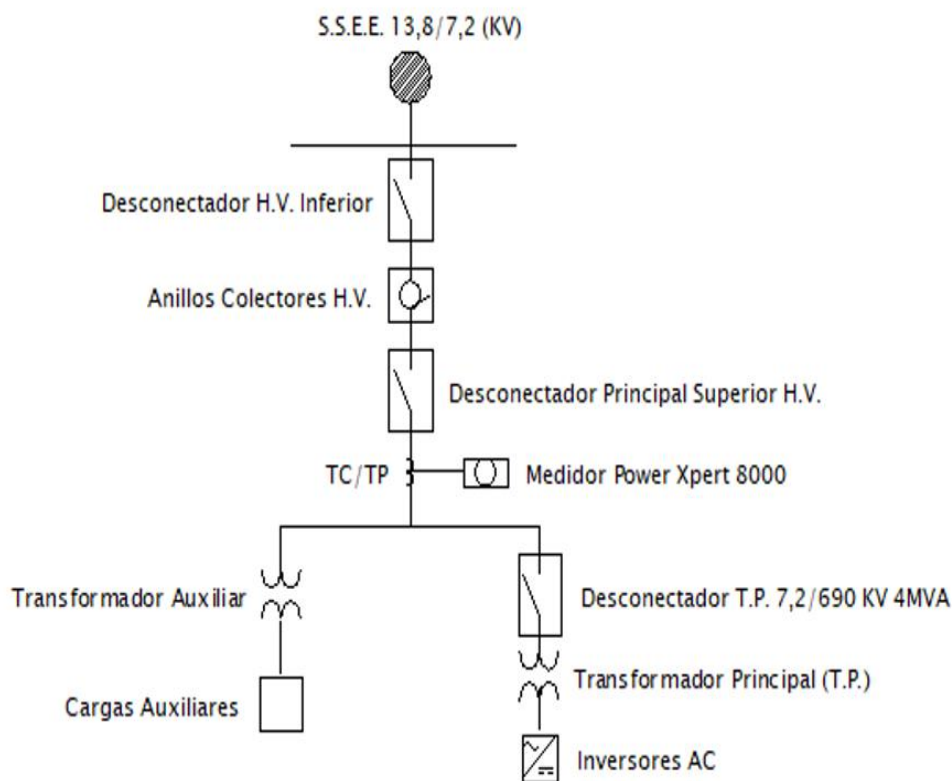 S.S.E.E. 13,8/7,2 (KV)
Desconectador H.V. Inferior
Anillos Colectores H.V.
Desconectador Principal Superior H.V.
TC/TP
Medidor Power Xpert 8000
Transformador Auxiliar
Desconectador T.P. 7,2/690 KV 4MVA
Transformador Principal (T.P.)
Cargas Auxiliares
Inversores AC